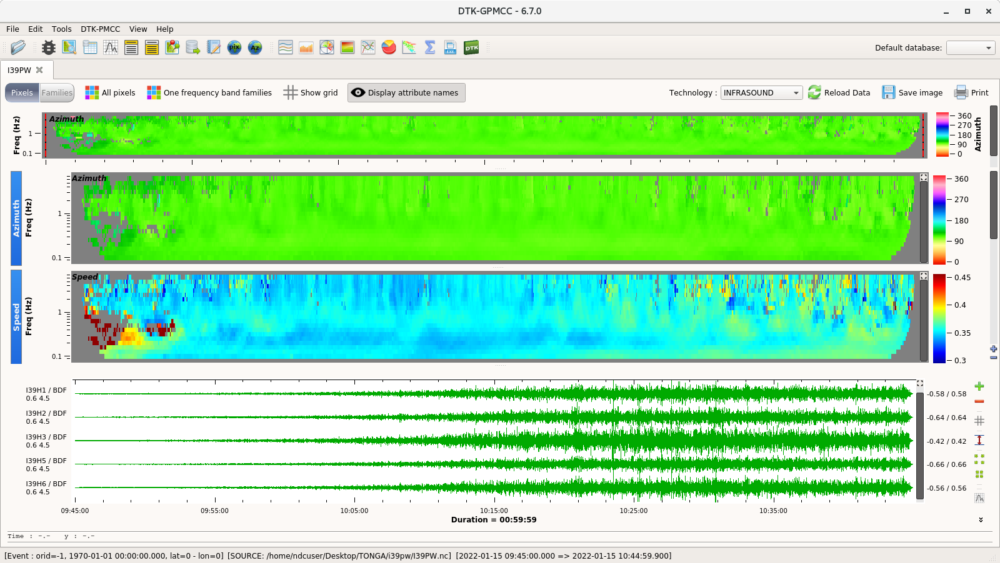 DTK-GPMCC - 6.7.0
File Edit Tools DTK-PMCC View Help
pix Az EXE DTK Default database:
I39PW
Pixels Families All pixels One frequency band families Show grid Display attribute names Technology : INFRASOUND Reload Data Save image Print
Azimuth
Freq (Hz)
1
0.1
360
270
180
90
0
Azimuth
Azimuth
Azimuth
Freq (Hz)
1
0.1
360
270
180
90
0
Speed
Speed
Freq (Hz)
1
0.1
0.45
0.4
0.35
0.3
I39H1 / BDF
0.6 4.5
-0.58 / 0.58
I39H2 / BDF
0.6 4.5
-0.64 / 0.64
I39H3 / BDF
0.6 4.5
-0.42 / 0.42
I39H5 / BDF
0.6 4.5
-0.66 / 0.66
I39H6 / BDF
0.6 4.5
-0.56 / 0.56
09:45:00 09:55:00 10:05:00 10:15:00 10:25:00 10:35:00
Duration = 00:59:59
Time : -.- y : -.-
[Event : orid=-1, 1970-01-01 00:00:00.000, lat=0 - lon=0] [SOURCE: /home/ndcuser/Desktop/TONGA/i39pw/I39PW.nc] [2022-01-15 09:45:00.000 => 2022-01-15 10:44:59.900]